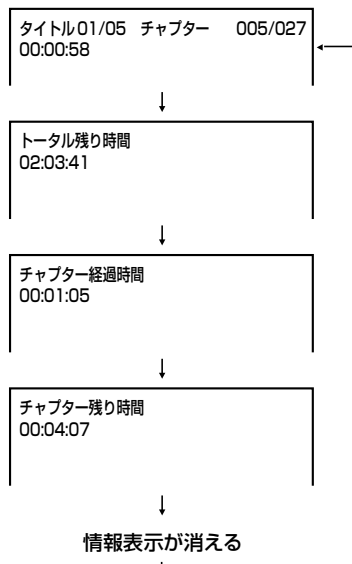 タイトル01/05 チャプター 005/027
00:00:58
トータル残り時間
02:03:41
チャプター経過時間
00:01:05
チャプター残り時間
00:04:07
情報表示が消える